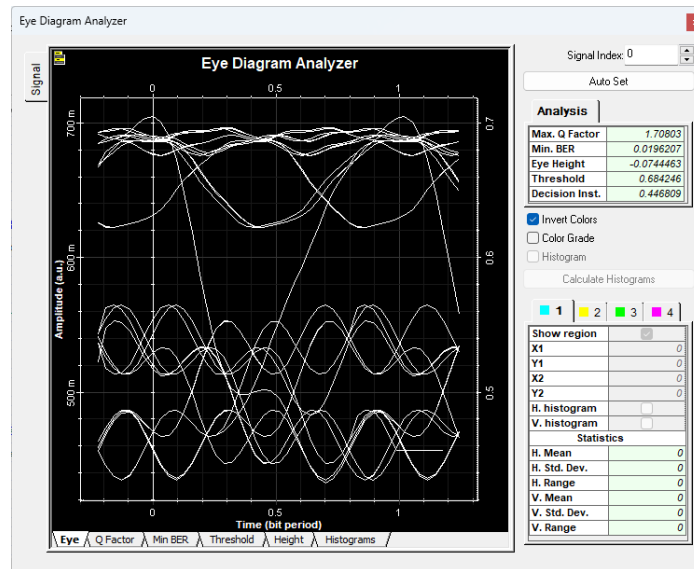 Eye Diagram Analyzer
Signal
Eye Diagram Analyzer
0 0.5 1
700 m
600 m
500 m
Amplitude (a.u.)
0.7
0.6
0.5
0 0.5 1
Time (bit period)
Eye Q Factor Min BER Threshold Height Histograms
Signal Index: 0
Auto Set
Analysis
Max. Q Factor 1.70803
Min. BER 0.0196207
Eye Height -0.0744463
Threshold 0.684246
Decision Inst. 0.446809
Invert Colors
Color Grade
Histogram
Calculate Histograms
1 2 3 4
Show region
X1 0
Y1 0
X2 0
Y2 0
H. histogram
V. histogram
Statistics
H. Mean 0
H. Std. Dev. 0
H. Range 0
V. Mean 0
V. Std. Dev. 0
V. Range 0